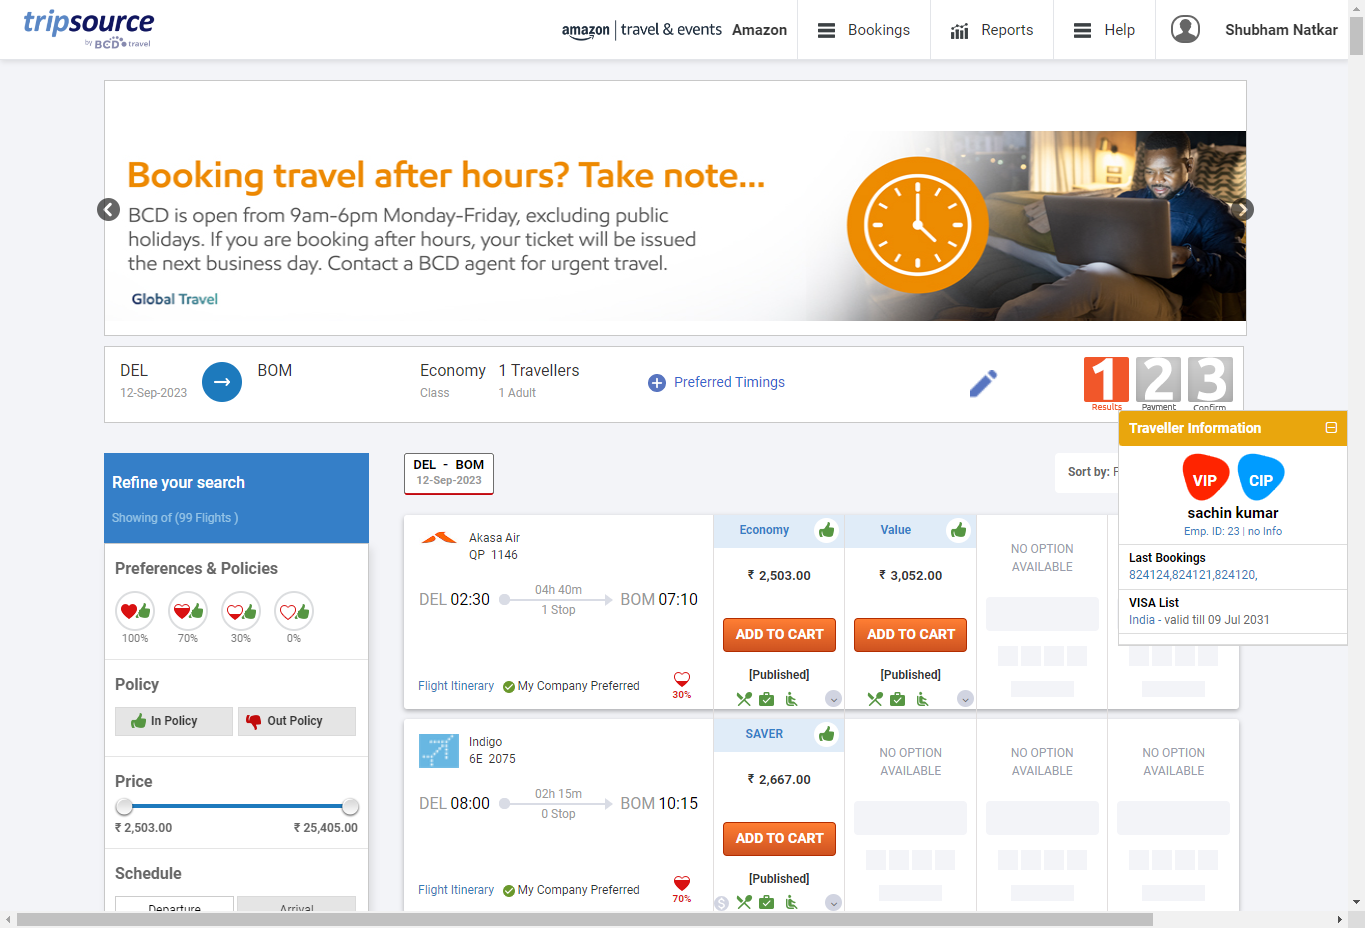 tripsource
by BCD travel
amazon | travel & events Amazon
Bookings
Reports
Help
Shubham Natkar
Booking travel after hours? Take note...
BCD is open from 9am-6pm Monday-Friday, excluding public
holidays. If you are booking after hours, your ticket will be issued
the next business day. Contact a BCD agent for urgent travel.
Global Travel
DEL
12-Sep-2023
BOM
Economy
Class
1 Travellers
1 Adult
Preferred Timings
1 2 3
Results Payment Confirm
Traveller Information
VIP CIP
sachin kumar
Emp. ID: 23 | no Info
Last Bookings
824124,824121,824120,
VISA List
India - valid till 09 Jul 2031
Refine your search
Showing of (99 Flights )
Preferences & Policies
100% 70% 30% 0%
Policy
In Policy Out Policy
Price
₹ 2,503.00 ₹ 25,405.00
Schedule
Departure Arrival
DEL - BOM
12-Sep-2023
Sort by:
Akasa Air
QP 1146
DEL 02:30
04h 40m
1 Stop
BOM 07:10
Flight Itinerary My Company Preferred
30%
Economy
₹ 2,503.00
ADD TO CART
[Published]
Value
₹ 3,052.00
ADD TO CART
[Published]
NO OPTION
AVAILABLE
Indigo
6E 2075
DEL 08:00
02h 15m
0 Stop
BOM 10:15
Flight Itinerary My Company Preferred
70%
SAVER
₹ 2,667.00
ADD TO CART
[Published]
NO OPTION
AVAILABLE
NO OPTION
AVAILABLE
NO OPTION
AVAILABLE